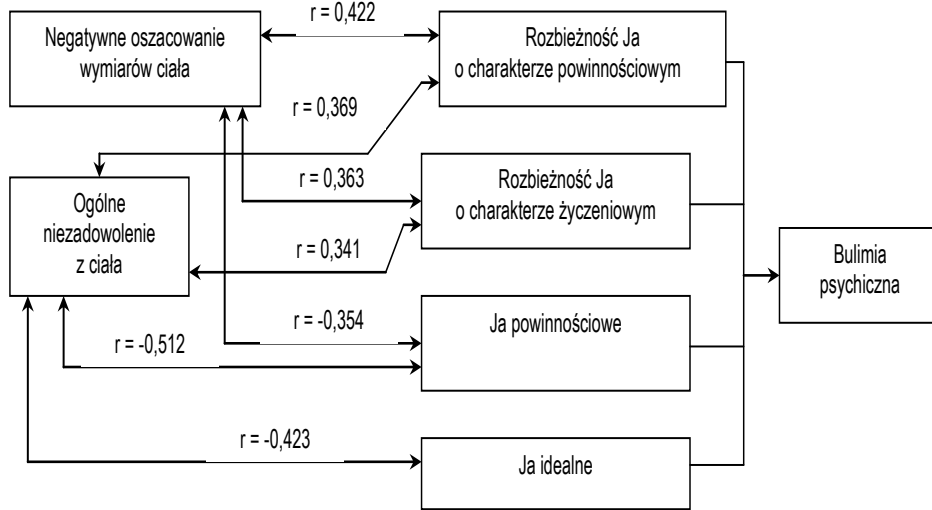 r = 0,422
Negatywne oszacowanie
wymiarów ciała
Rozbieżność Ja
o charakterze powinnościowym
r = 0,369
r = 0,363
Rozbieżność Ja
o charakterze życzeniowym
Ogólne
niezadowolenie
z ciała
r = 0,341
Bulimia
psychiczna
r = -0,354
Ja powinnościowe
r = -0,512
r = -0,423
Ja idealne